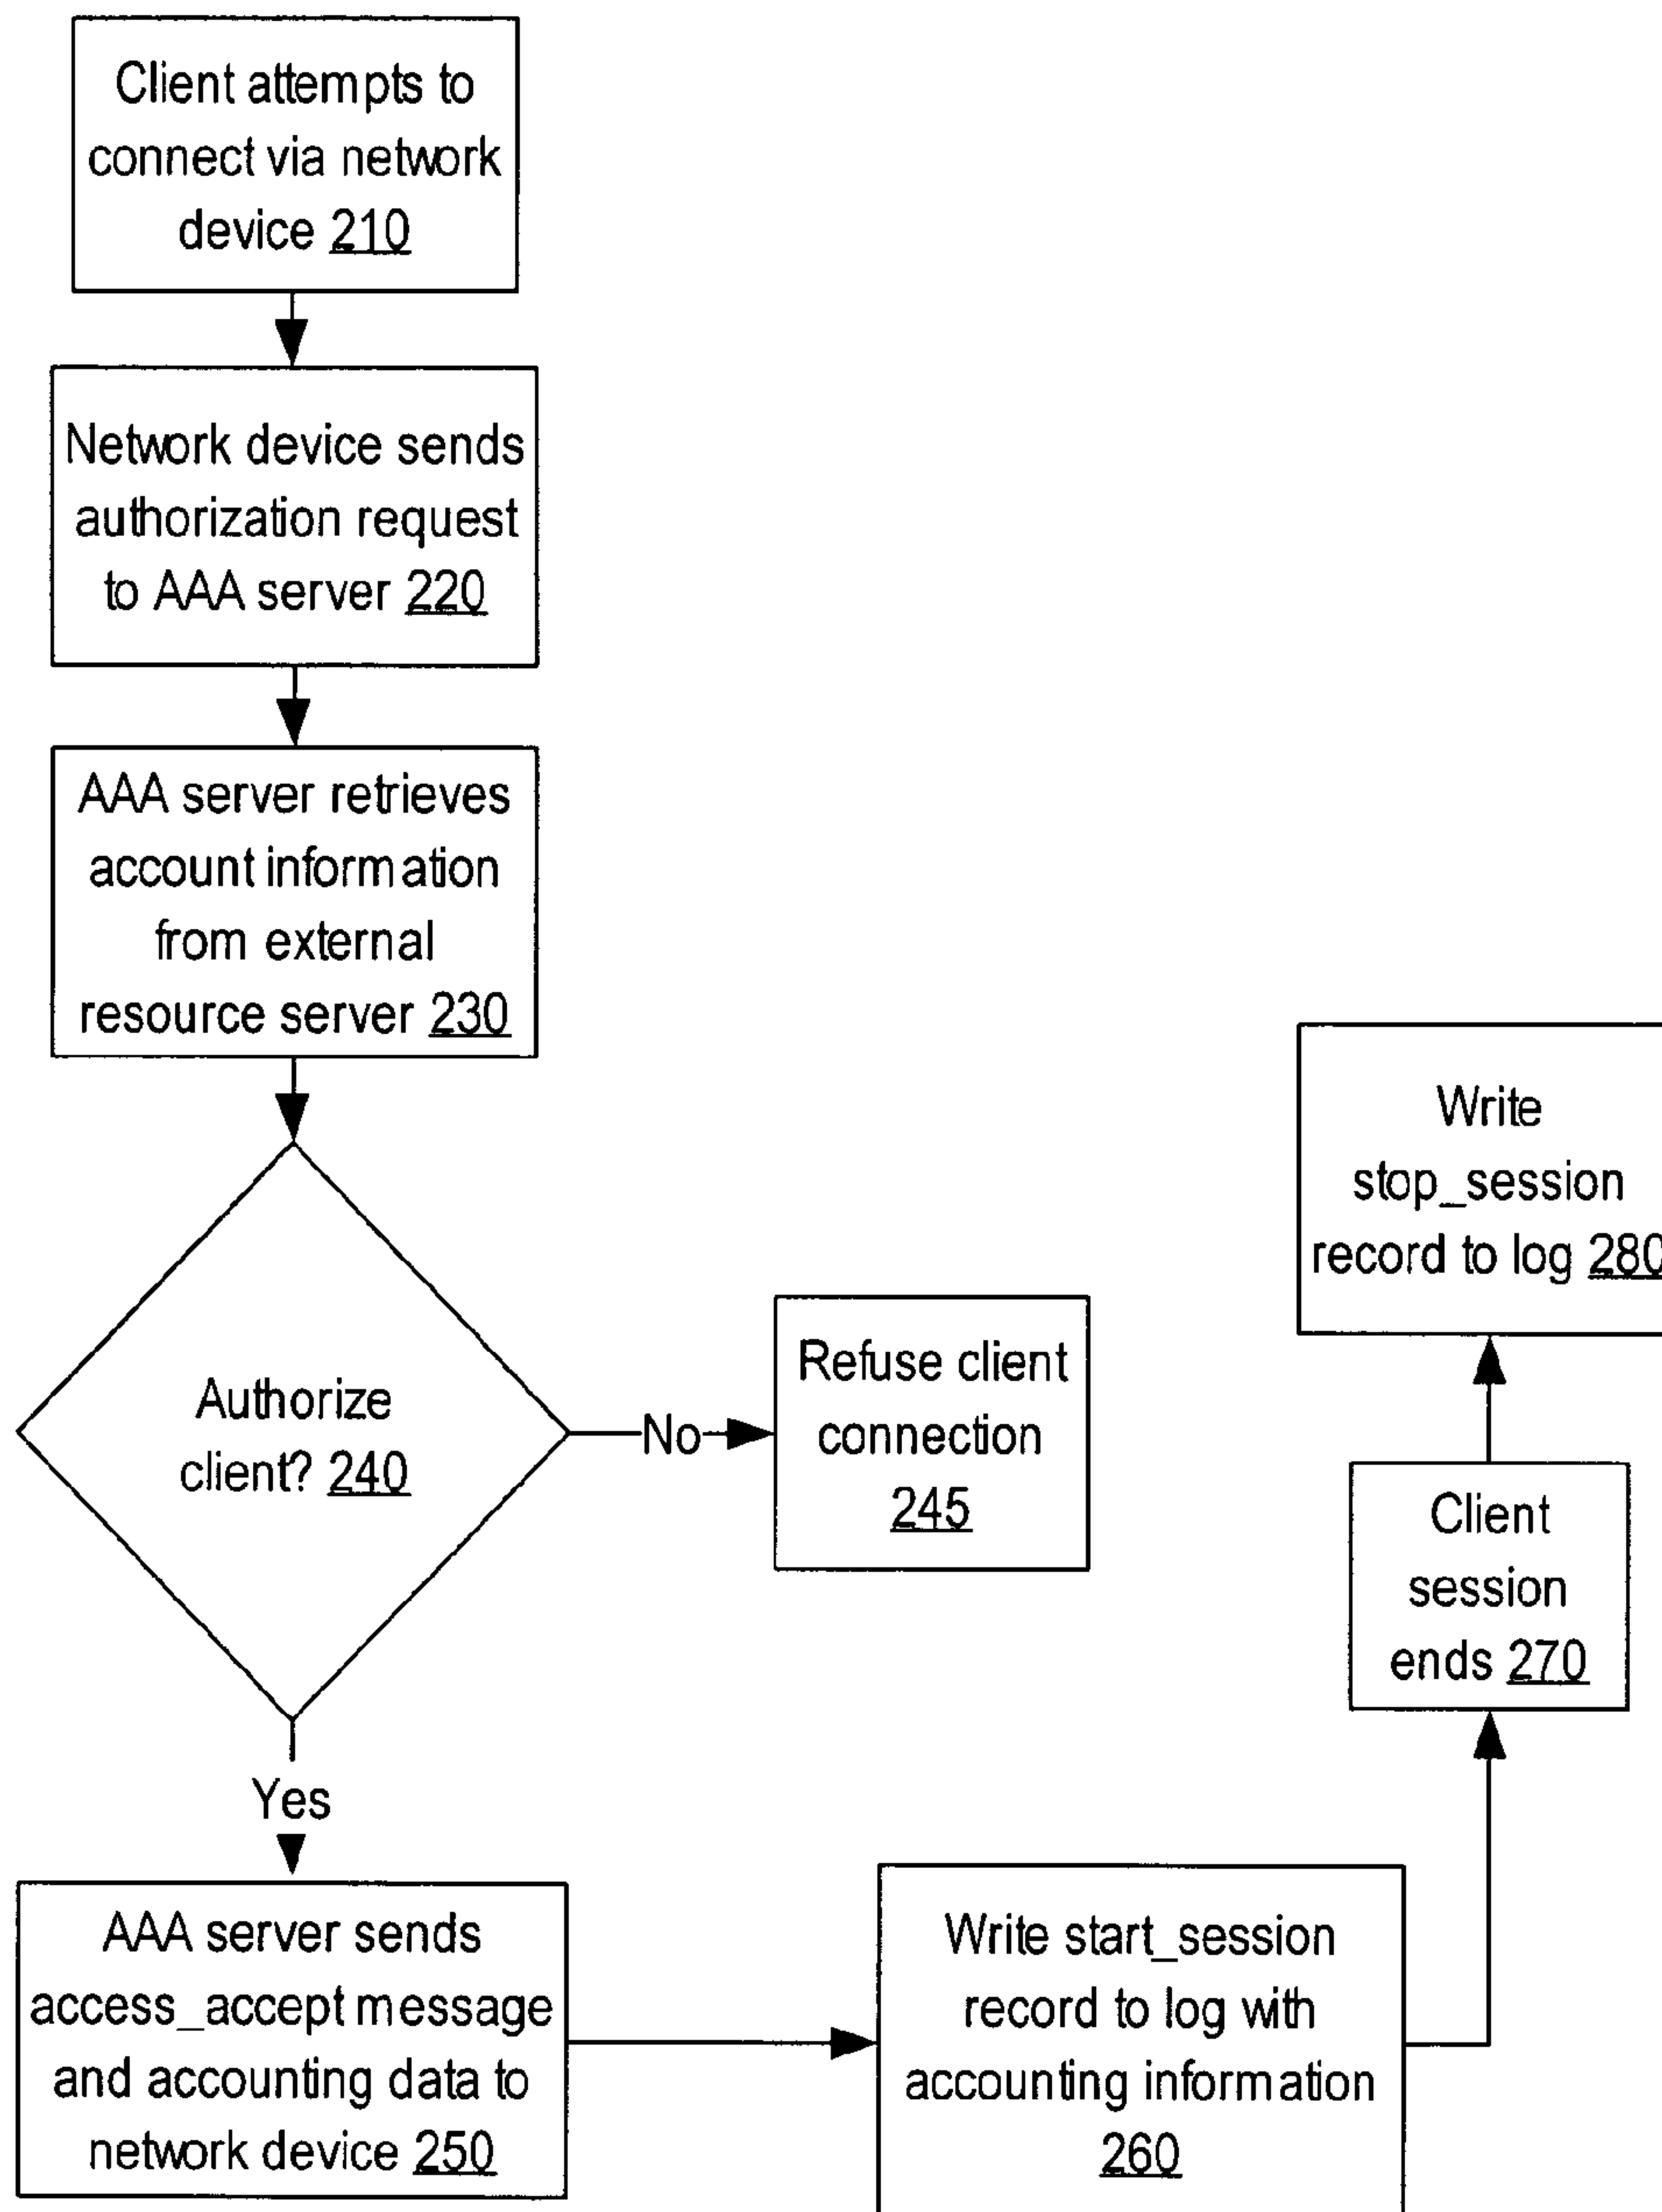 Client attempts to
connect via network
device 210
Network device sends
authorization request
to AAA server 220
AAA server retrieves
account information
from external
resource server 230
Authorize
client? 240
No
Refuse client
connection
245
Yes
AAA server sends
access_accept message
and accounting data to
network device 250
Write start_session
record to log with
accounting information
260
Client
session
ends 270
Write
stop_session
record to log 280